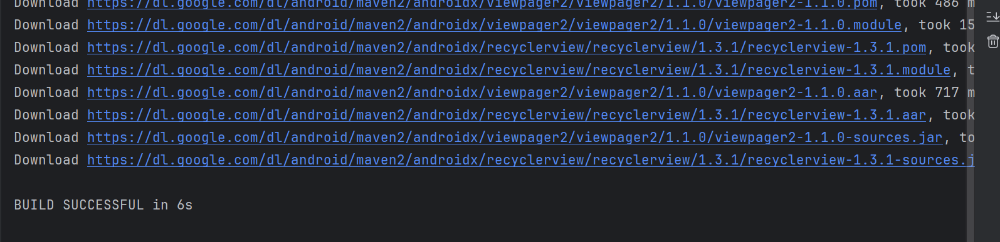 Download https://dl.google.com/dl/android/maven2/androidx/viewpager2/viewpager2/1.1.0/viewpager2-1.1.0.pom, took 486 m
Download https://dl.google.com/dl/android/maven2/androidx/viewpager2/viewpager2/1.1.0/viewpager2-1.1.0.module, took 15
Download https://dl.google.com/dl/android/maven2/androidx/recyclerview/recyclerview/1.3.1/recyclerview-1.3.1.pom, took
Download https://dl.google.com/dl/android/maven2/androidx/recyclerview/recyclerview/1.3.1/recyclerview-1.3.1.module, t
Download https://dl.google.com/dl/android/maven2/androidx/viewpager2/viewpager2/1.1.0/viewpager2-1.1.0.aar, took 717 m
Download https://dl.google.com/dl/android/maven2/androidx/recyclerview/recyclerview/1.3.1/recyclerview-1.3.1.aar, took
Download https://dl.google.com/dl/android/maven2/androidx/viewpager2/viewpager2/1.1.0/viewpager2-1.1.0-sources.jar, to
Download https://dl.google.com/dl/android/maven2/androidx/recyclerview/recyclerview/1.3.1/recyclerview-1.3.1-sources.j
BUILD SUCCESSFUL in 6s